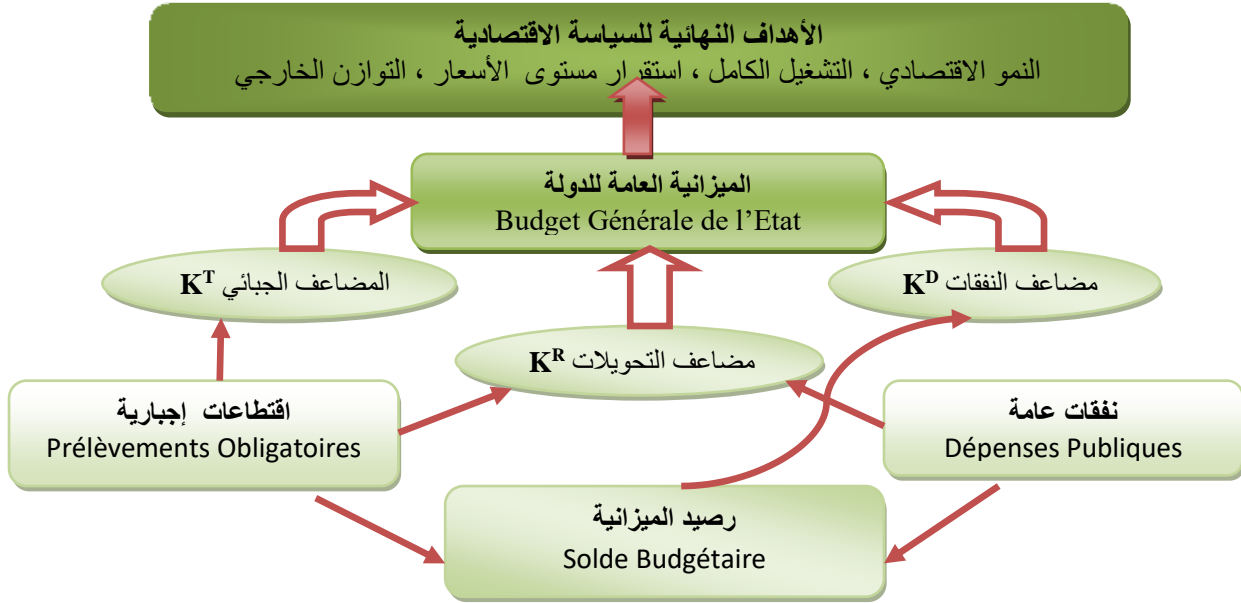 الأهداف النهائية للسياسة الاقتصادية
النمو الاقتصادي ، التشغيل الكامل ، استقرار مستوى الأسعار ، التوازن الخارجي
الميزانية العامة للدولة
Budget Générale de l’Etat
المضاعف الجبائي K^T
مضاعف النفقات K^D
مضاعف التحويلات K^R
اقتطاعات إجبارية
Prélèvements Obligatoires
نفقات عامة
Dépenses Publiques
رصيد الميزانية
Solde Budgétaire